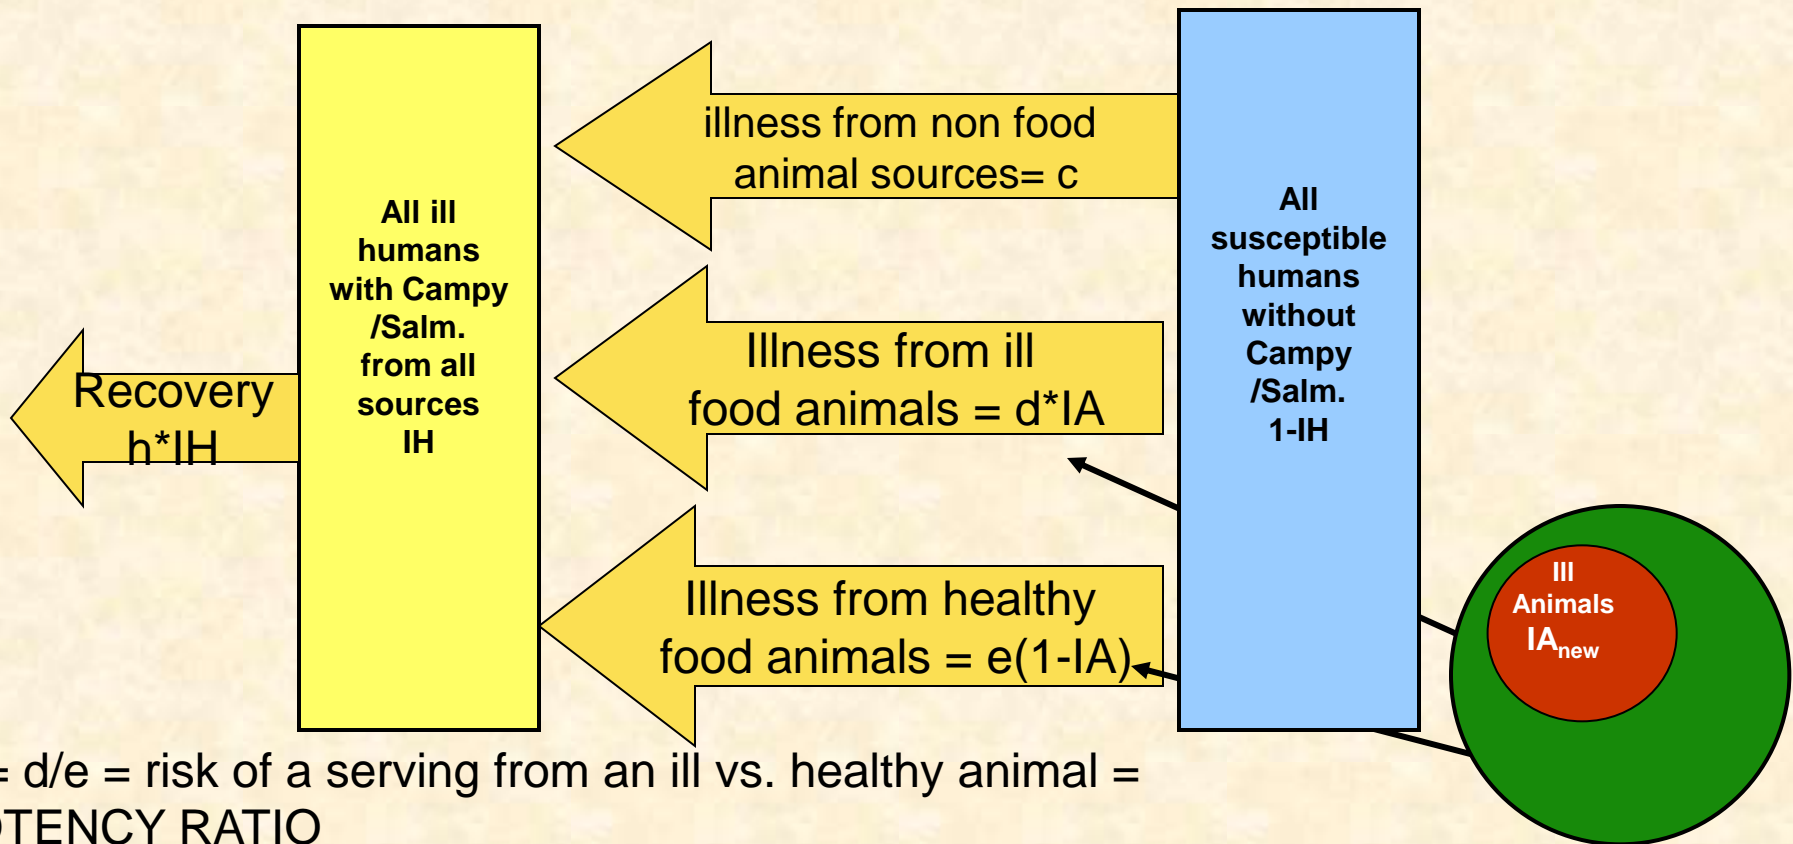 illness from non food
animal sources= c
All ill
humans
with Campy
/Salm.
from all
sources
IH
All
susceptible
humans
without
Campy
/Salm.
1-IH
Illness from ill
food animals = d*IA
Recovery
h*IH
Illness from healthy
food animals = e(1-IA)
Ill
Animals
IAnew
= d/e = risk of a serving from an ill vs. healthy animal =
OTENCY RATIO